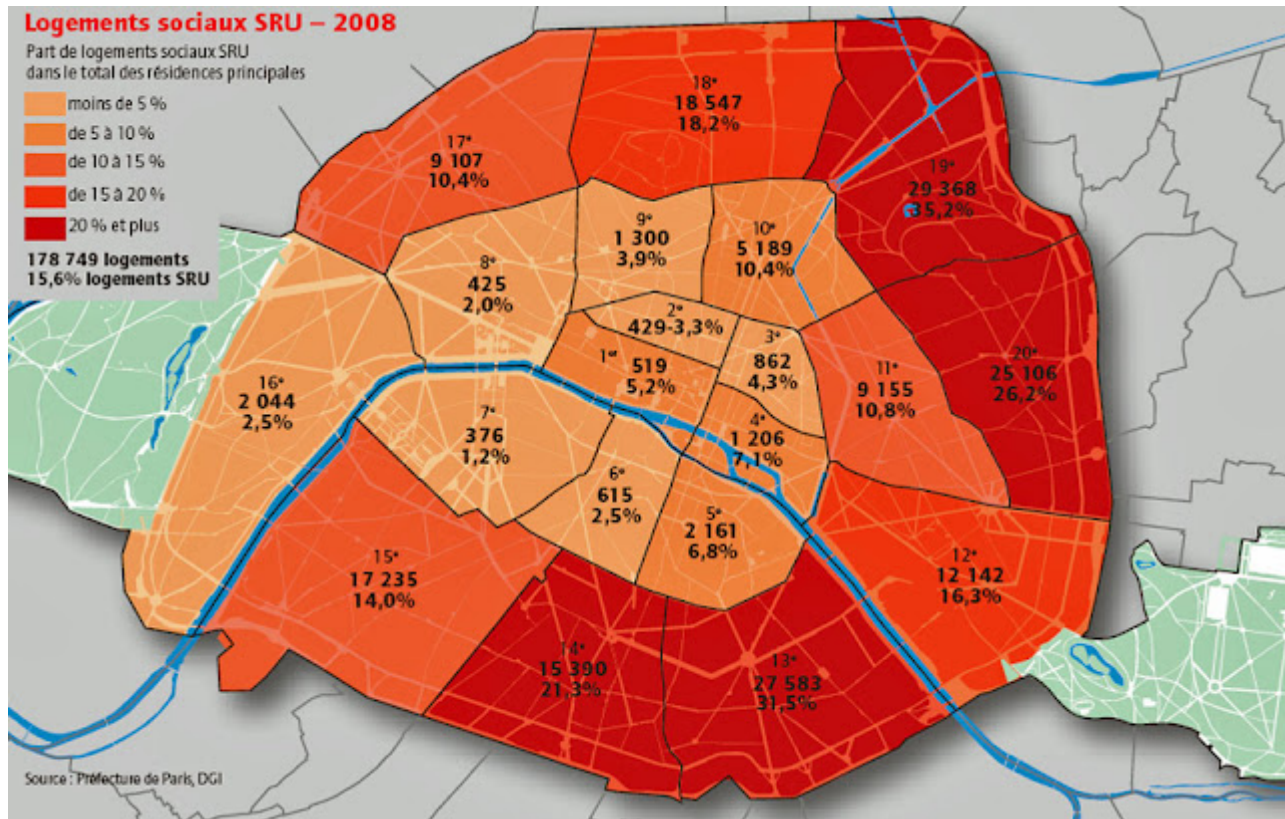 Logements sociaux SRU – 2008
Part de logements sociaux SRU
dans le total des résidences principales
moins de 5 %
de 5 à 10 %
de 10 à 15 %
de 15 à 20 %
20 % et plus
178 749 logements
15,6% logements SRU
18e
18 547
18,2%
17e
9 107
10,4%
19e
29 368
35,2%
9e
1 300
3,9%
10e
5 189
10,4%
8e
425
2,0%
2e
429-3,3%
3e
862
4,3%
1er 519
5,2%
11e
9 155
10,8%
20e
25 106
26,2%
16e
2 044
2,5%
7e
376
1,2%
4e
1 206
7,1%
6e
615
2,5%
5e
2 161
6,8%
15e
17 235
14,0%
12e
12 142
16,3%
14e
15 390
21,3%
13e
27 583
31,5%
Source : Préfecture de Paris, DGI